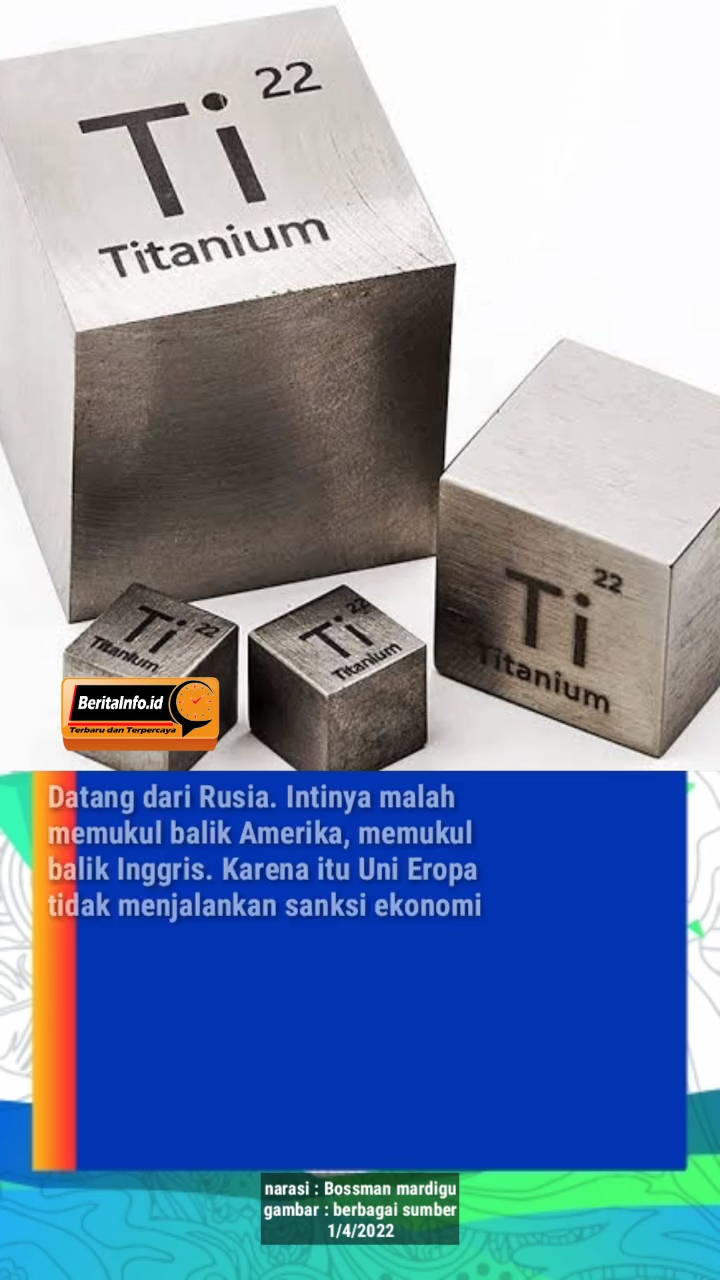 22
Ti
Titanium
22
Ti
Titanium
Ti 22
Titanium
Ti 22
Titanium
BeritaInfo.id
Terbaru dan Terpercaya
Datang dari Rusia. Intinya malah
memukul balik Amerika, memukul
balik Inggris. Karena itu Uni Eropa
tidak menjalankan sanksi ekonomi
narasi : Bossman mardigu
gambar : berbagai sumber
1/4/2022